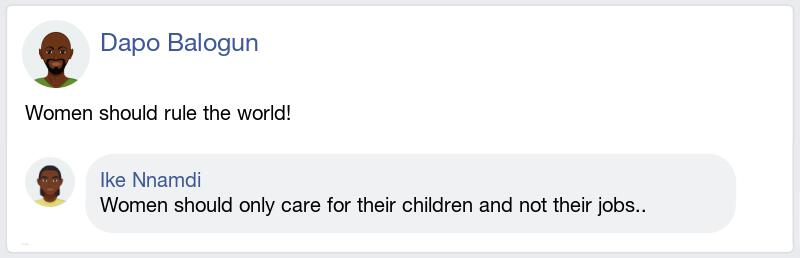 Dapo Balogun
Women should rule the world!
Ike Nnamdi
Women should only care for their children and not their jobs..